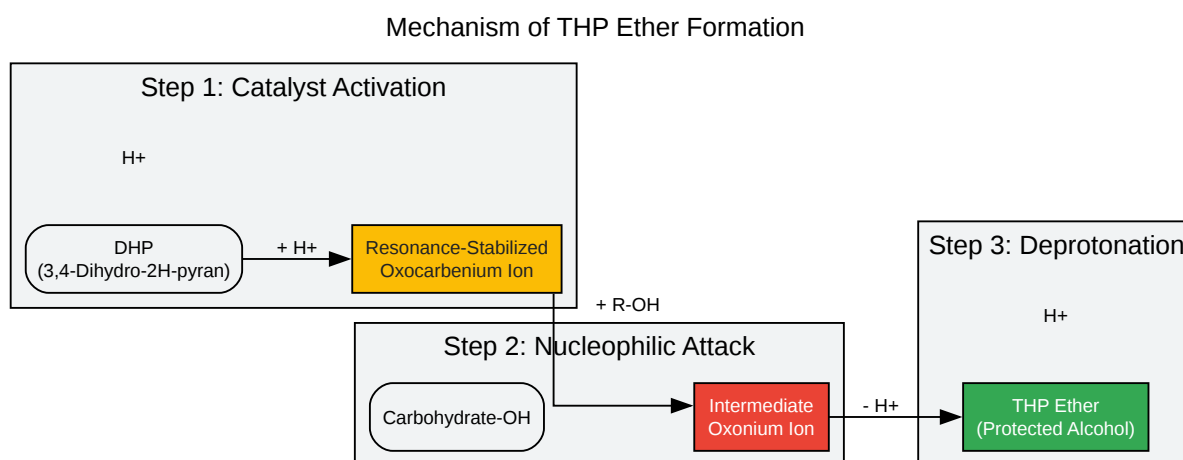 Mechanism of THP Ether Formation
Step 1: Catalyst Activation
H+
DHP
(3,4-Dihydro-2H-pyran)
+ H+
Resonance-Stabilized
Oxocarbenium Ion
+ R-OH
Step 2: Nucleophilic Attack
Carbohydrate-OH
Intermediate
Oxonium Ion
- H+
Step 3: Deprotonation
H+
THP Ether
(Protected Alcohol)